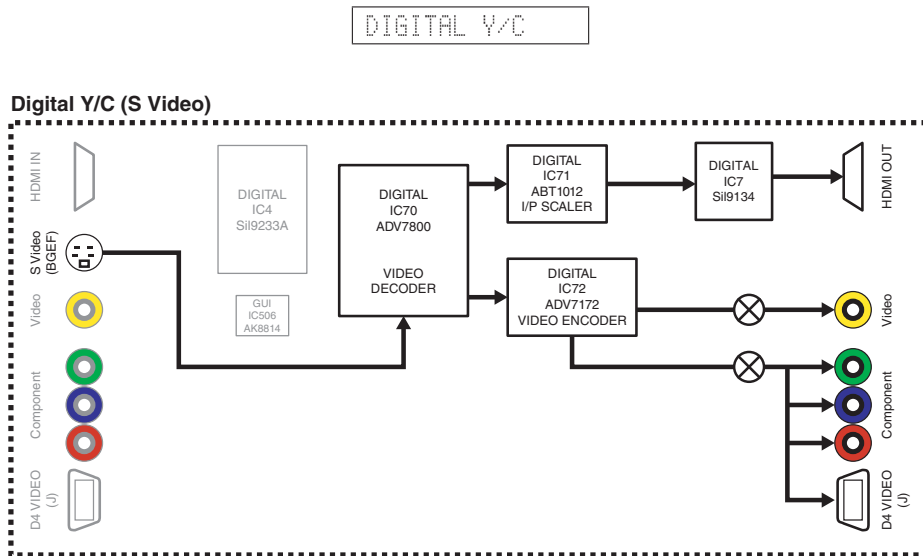 DIGITAL Y/C
Digital Y/C (S Video)
HDMI IN
S Video
(BGEF)
Video
Component
D4 VIDEO
(J)
DIGITAL
IC4
Sil9233A
GUI
IC506
AK8814
DIGITAL
IC70
ADV7800
VIDEO
DECODER
DIGITAL
IC71
ABT1012
I/P SCALER
DIGITAL
IC7
Sil9134
DIGITAL
IC72
ADV7172
VIDEO ENCODER
HDMI OUT
Video
Component
D4 VIDEO
(J)